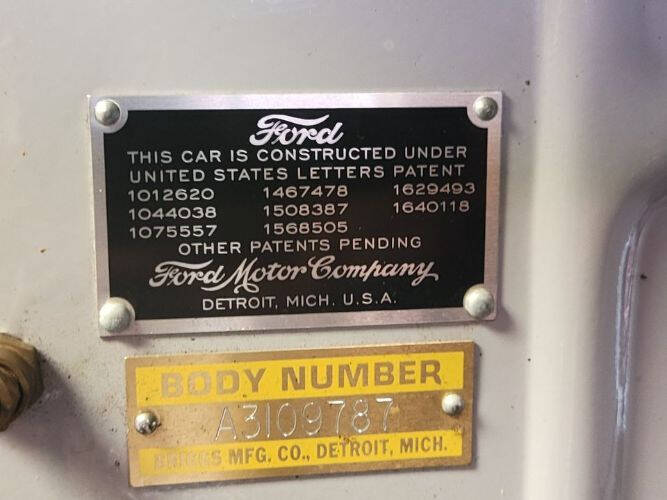 Ford
THIS CAR IS CONSTRUCTED UNDER
UNITED STATES LETTERS PATENT
1012620 1467478 1629493
1044038 1508387 1640118
1075557 1568505
OTHER PATENTS PENDING
Ford Motor Company
DETROIT, MICH. U.S.A.
BODY NUMBER
A3109787
BRIGGS MFG. CO., DETROIT, MICH.